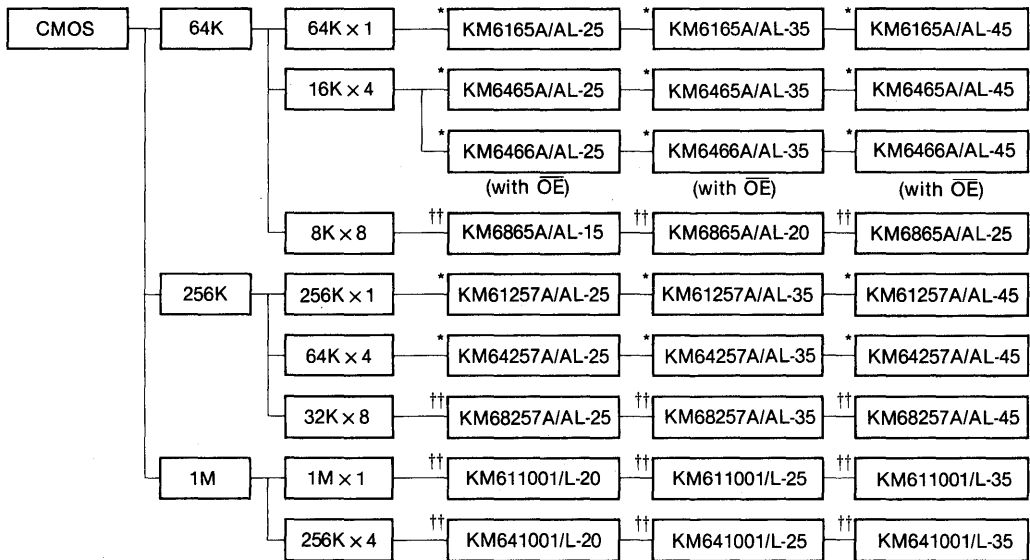 CMOS 64K 64K × 1 * KM6165A/AL-25 * KM6165A/AL-35 * KM6165A/AL-45
16K × 4 * KM6465A/AL-25 * KM6465A/AL-35 * KM6465A/AL-45
* KM6466A/AL-25 * KM6466A/AL-35 * KM6466A/AL-45
(with O̅E̅) (with O̅E̅) (with O̅E̅)
8K × 8 †† KM6865A/AL-15 †† KM6865A/AL-20 †† KM6865A/AL-25
256K 256K × 1 * KM61257A/AL-25 * KM61257A/AL-35 * KM61257A/AL-45
64K × 4 * KM64257A/AL-25 * KM64257A/AL-35 * KM64257A/AL-45
32K × 8 †† KM68257A/AL-25 †† KM68257A/AL-35 †† KM68257A/AL-45
1M 1M × 1 †† KM611001/L-20 †† KM611001/L-25 †† KM611001/L-35
256K × 4 †† KM641001/L-20 †† KM641001/L-25 †† KM641001/L-35